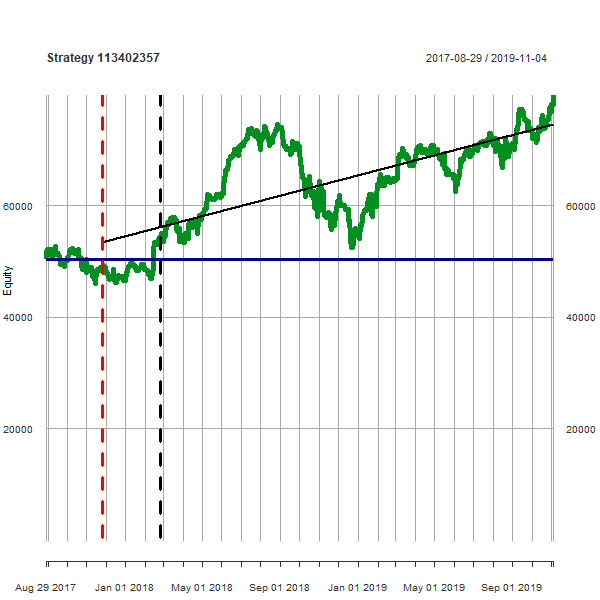 Strategy 113402357
2017-08-29 / 2019-11-04
60000
60000
Equity
40000
40000
20000
20000
Aug 29 2017
Jan 01 2018
May 01 2018
Sep 01 2018
Jan 01 2019
May 01 2019
Sep 01 2019